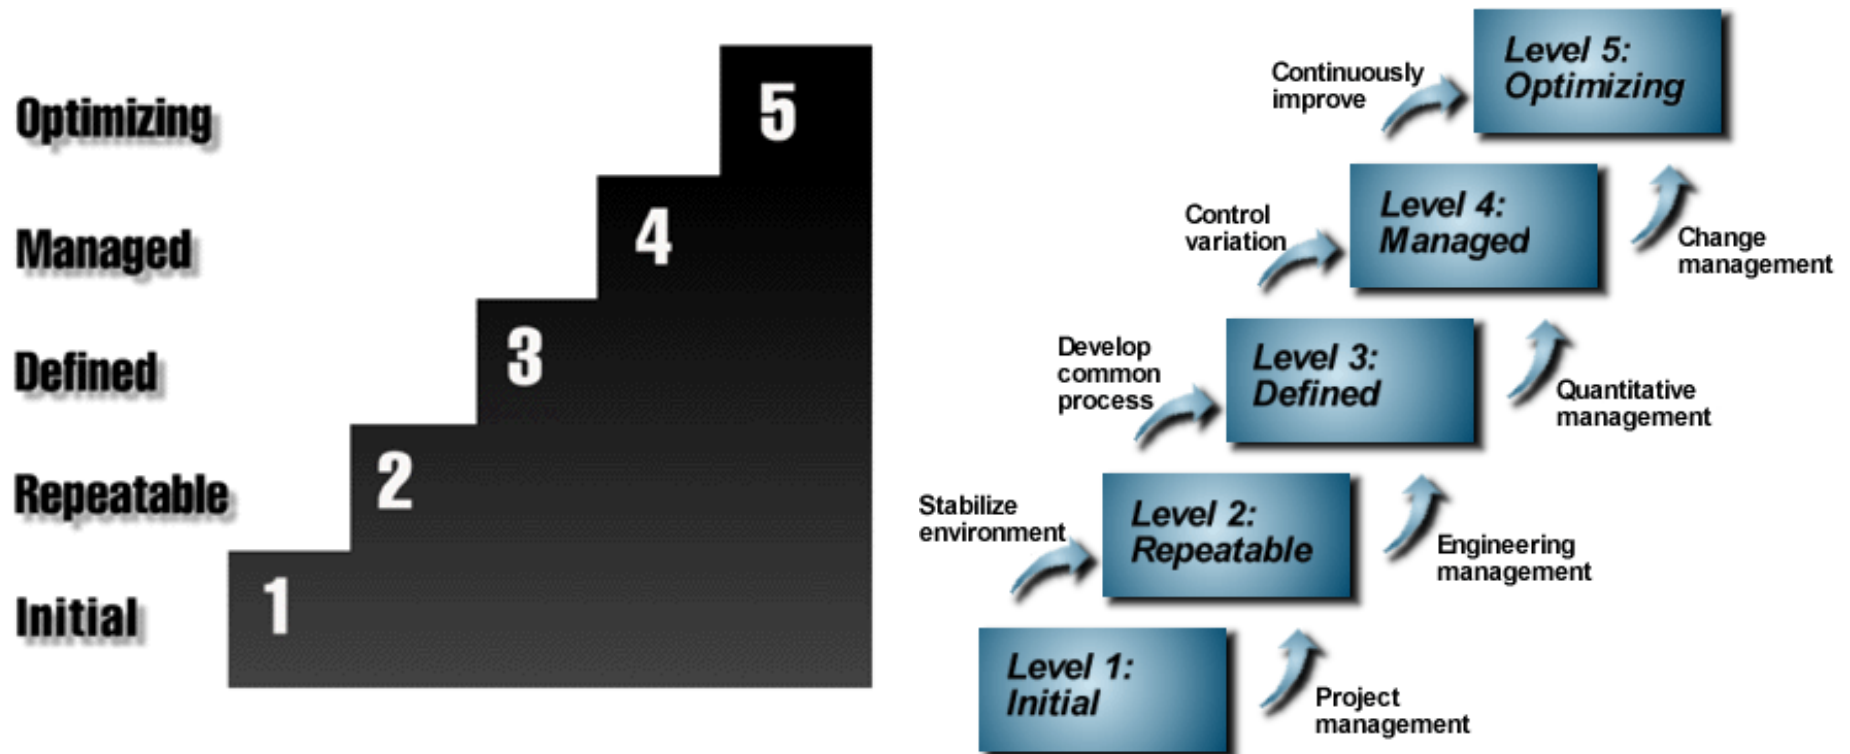 Optimizing
5
Managed
4
Defined
3
Repeatable
2
Initial
1
Continuously
improve
Level 5:
Optimizing
Control
variation
Level 4:
Managed
Change
management
Develop
common
process
Level 3:
Defined
Quantitative
management
Stabilize
environment
Level 2:
Repeatable
Engineering
management
Level 1:
Initial
Project
management